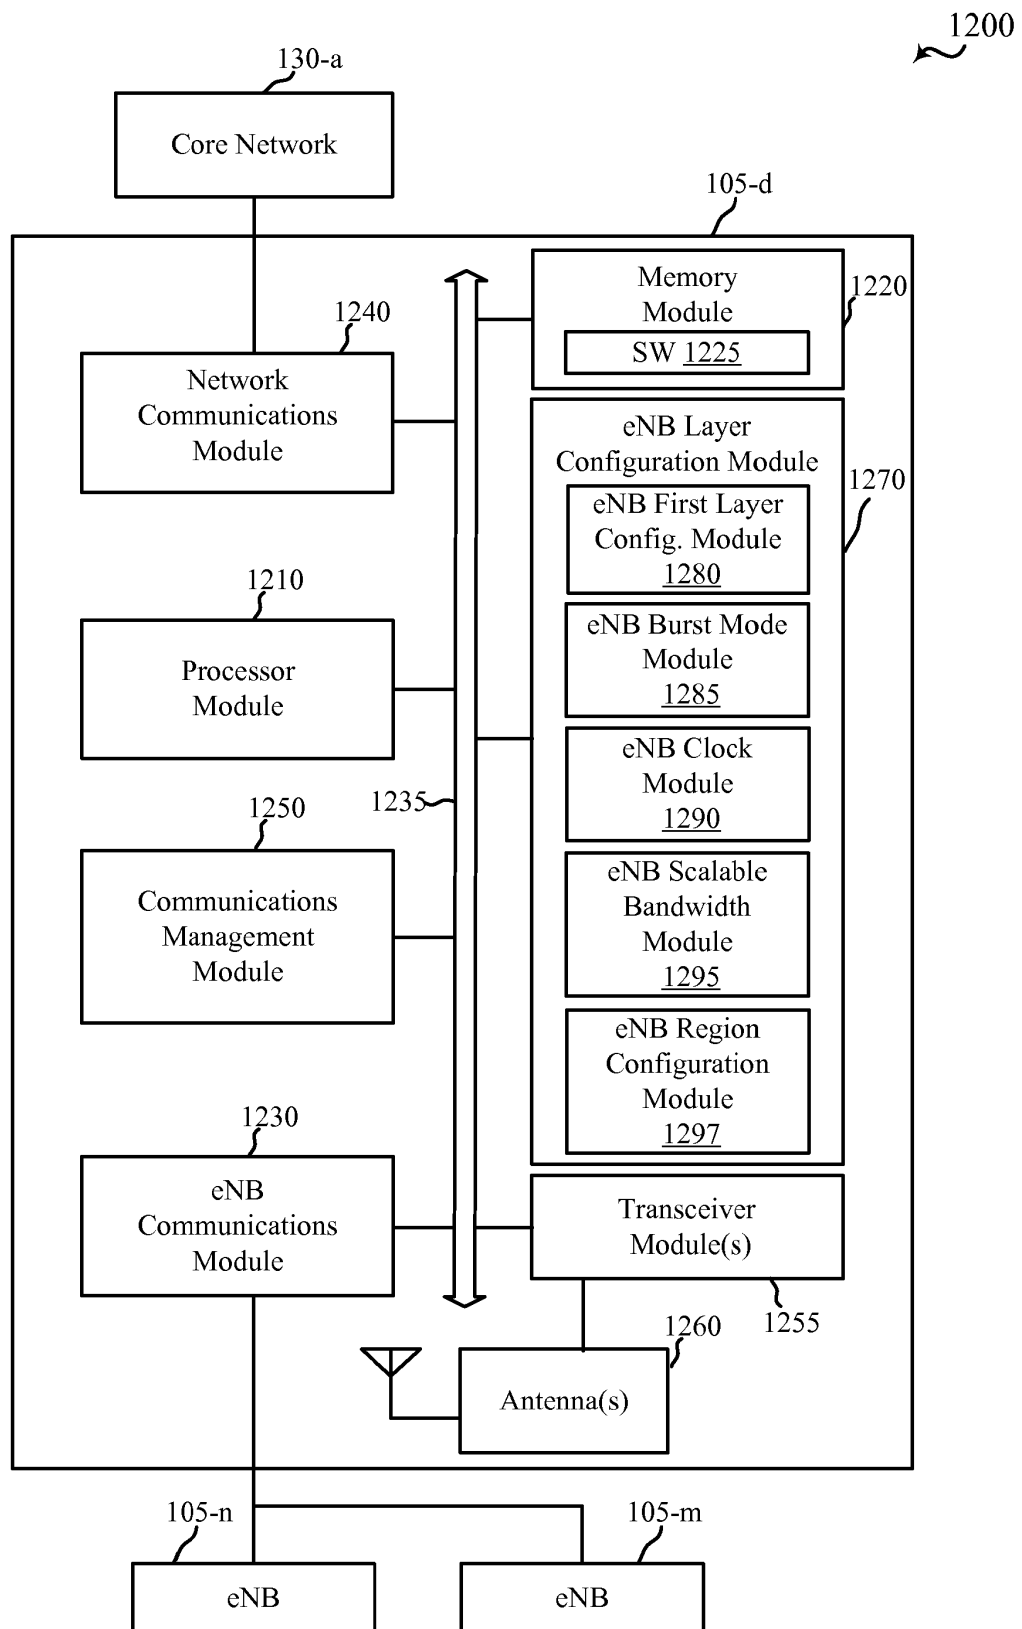 1200
130-a
Core Network
105-d
Memory
Module
SW 1225
1220
1240
Network
Communications
Module
eNB Layer
Configuration Module
1270
eNB First Layer
Config. Module
1280
1210
Processor
Module
eNB Burst Mode
Module
1285
eNB Clock
Module
1290
1235
1250
Communications
Management
Module
eNB Scalable
Bandwidth
Module
1295
eNB Region
Configuration
Module
1297
1230
eNB
Communications
Module
Transceiver
Module(s)
1255
1260
Antenna(s)
105-n
105-m
eNB
eNB